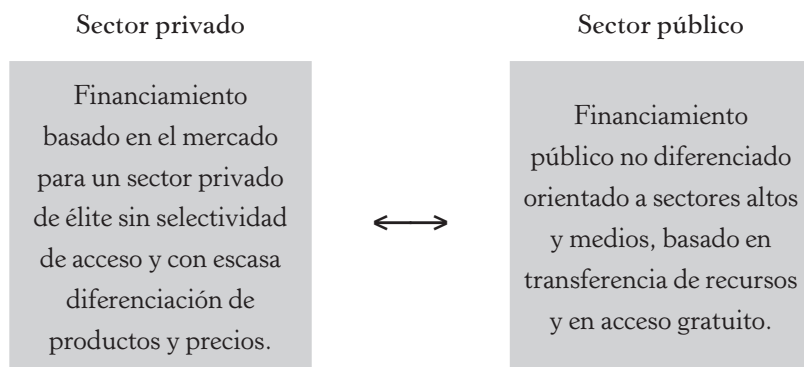 Sector privado
Financiamiento
basado en el mercado
para un sector privado
de élite sin selectividad
de acceso y con escasa
diferenciación de
productos y precios.
Sector público
Financiamiento
público no diferenciado
orientado a sectores altos
y medios, basado en
transferencia de recursos
y en acceso gratuito.